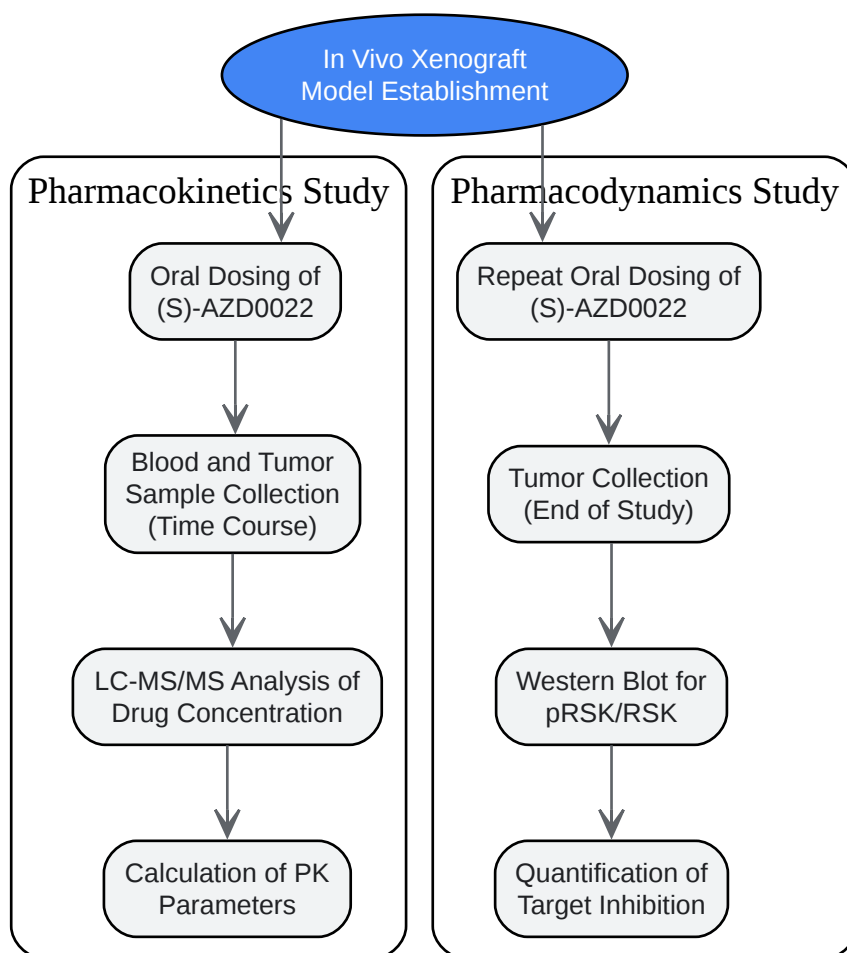 In Vivo Xenograft
Model Establishment
Pharmacokinetics Study
Oral Dosing of
(S)-AZD0022
Blood and Tumor
Sample Collection
(Time Course)
LC-MS/MS Analysis of
Drug Concentration
Calculation of PK
Parameters
Pharmacodynamics Study
Repeat Oral Dosing of
(S)-AZD0022
Tumor Collection
(End of Study)
Western Blot for
pRSK/RSK
Quantification of
Target Inhibition